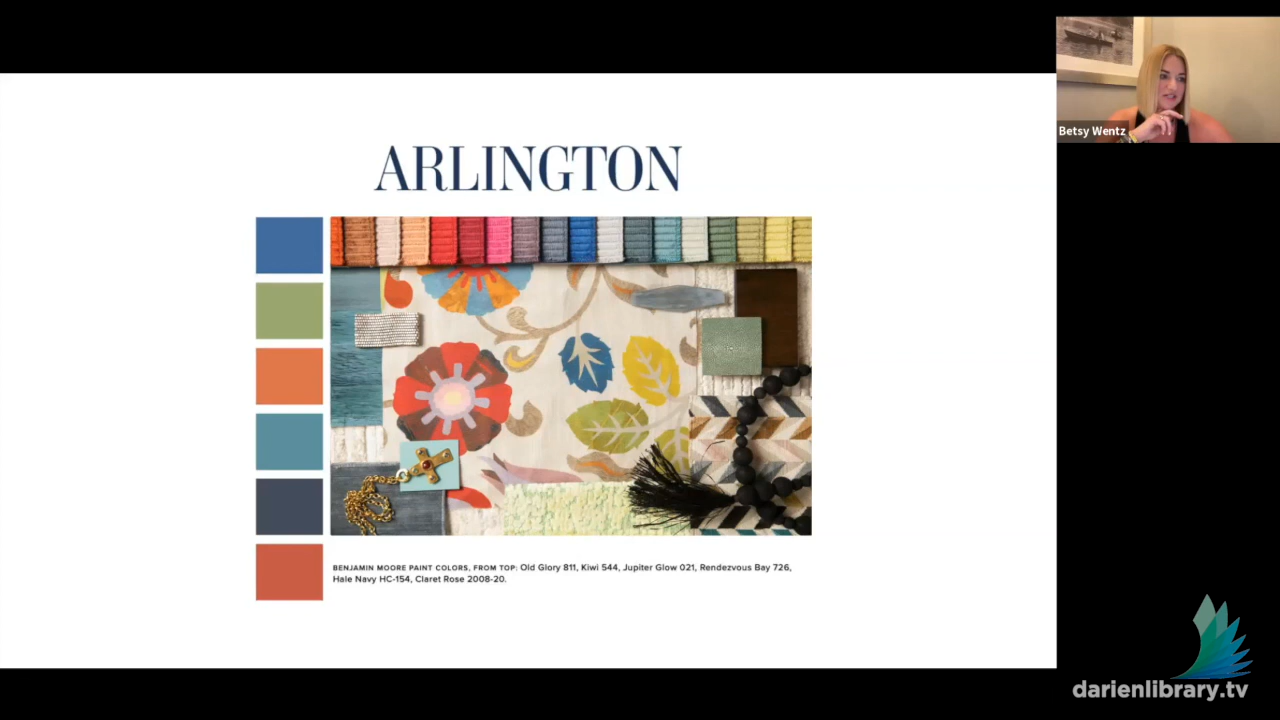 Betsy Wentz
ARLINGTON
BENJAMIN MOORE PAINT COLORS, FROM TOP: Old Glory 811, Kiwi 544, Jupiter Glow 021, Rendezvous Bay 726,
Hale Navy HC-154, Claret Rose 2008-20.
darienlibrary.tv